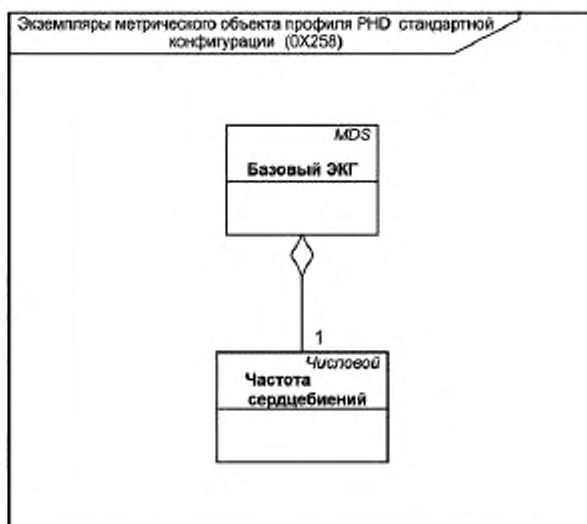 Экземпляры метрического объекта профиля PHD стандартной
конфигурации (0X258)
MDS
Базовый ЭКГ
1
Числовой
Частота
сердцебиений